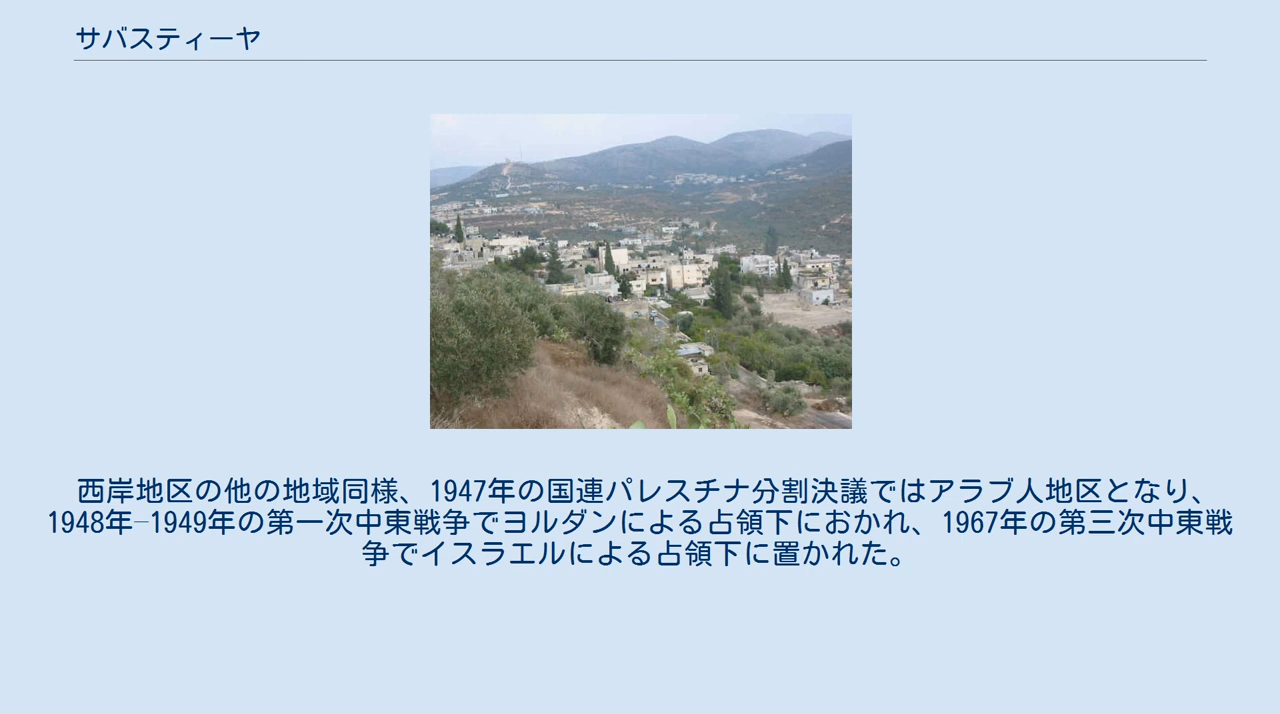 サバスティーヤ
西岸地区の他の地域同様、1947年の国連パレスチナ分割決議ではアラブ人地区となり、
1948年−1949年の第一次中東戦争でヨルダンによる占領下におかれ、1967年の第三次中東戦
争でイスラエルによる占領下に置かれた。